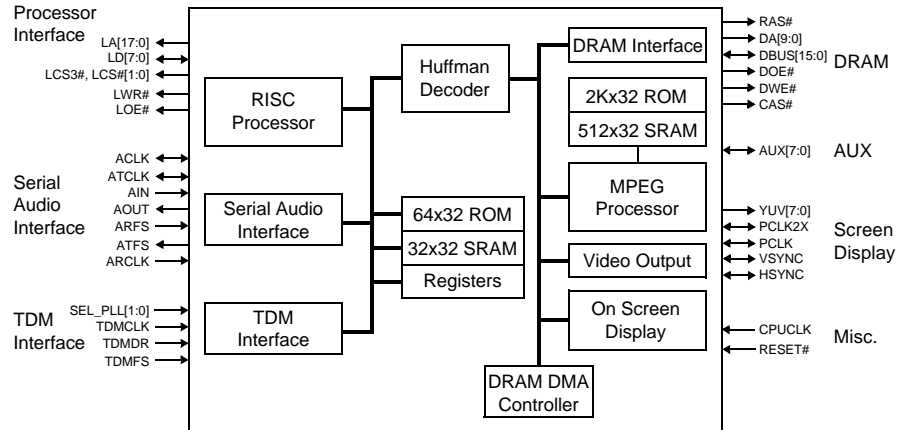 Processor
Interface
LA[17:0]
LD[7:0]
LCS3#, LCS#[1:0]
LWR#
LOE#
Serial
Audio
Interface
ACLK
ATCLK
AIN
AOUT
ARFS
ATFS
ARCLK
TDM
Interface
SEL_PLL[1:0]
TDMCLK
TDMDR
TDMFS
RISC
Processor
Serial Audio
Interface
TDM
Interface
Huffman
Decoder
64x32 ROM
32x32 SRAM
Registers
DRAM Interface
2Kx32 ROM
512x32 SRAM
MPEG
Processor
Video Output
On Screen
Display
DRAM DMA
Controller
RAS#
DA[9:0]
DBUS[15:0]
DOE#
DWE#
CAS#
DRAM
AUX[7:0]
AUX
YUV[7:0]
PCLK2X
PCLK
VSYNC
HSYNC
Screen
Display
CPUCLK
RESET#
Misc.